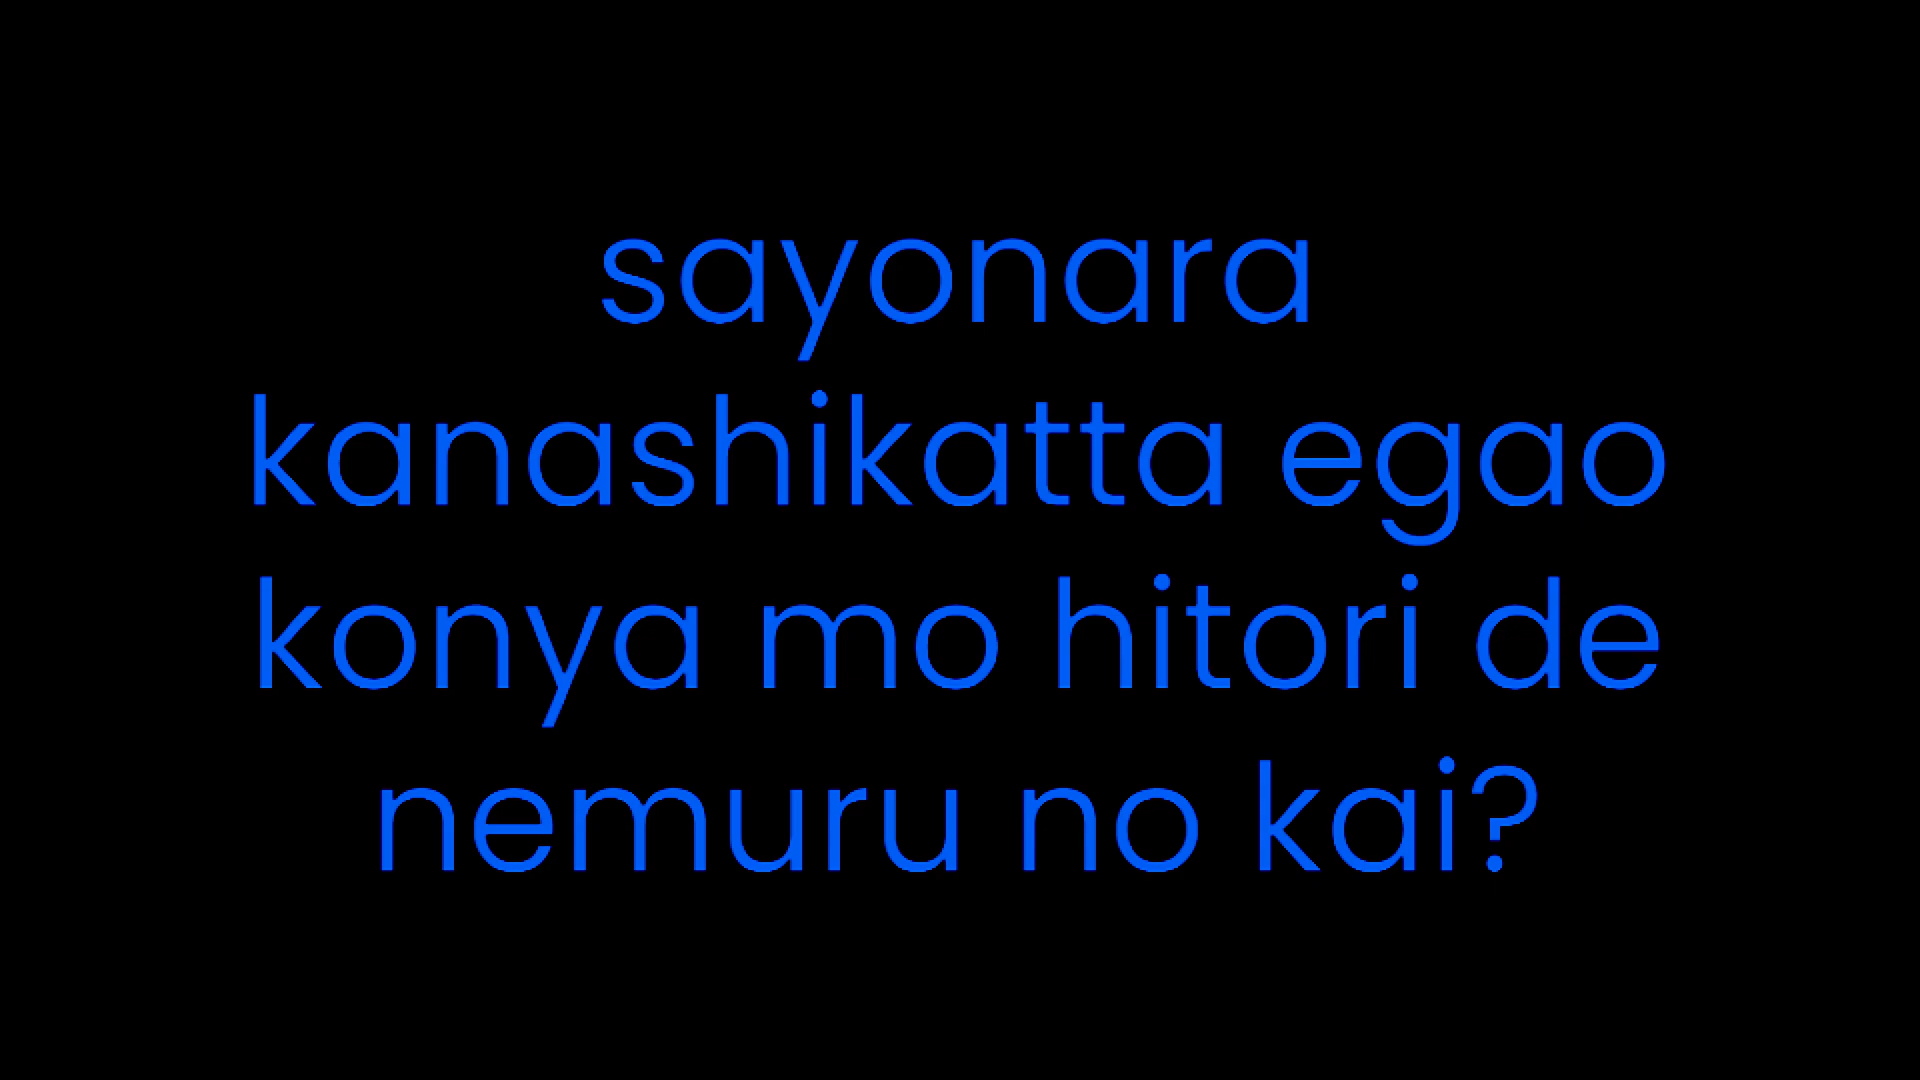 sayonara
kanashikatta egao
konya mo hitori de
nemuru no kai?